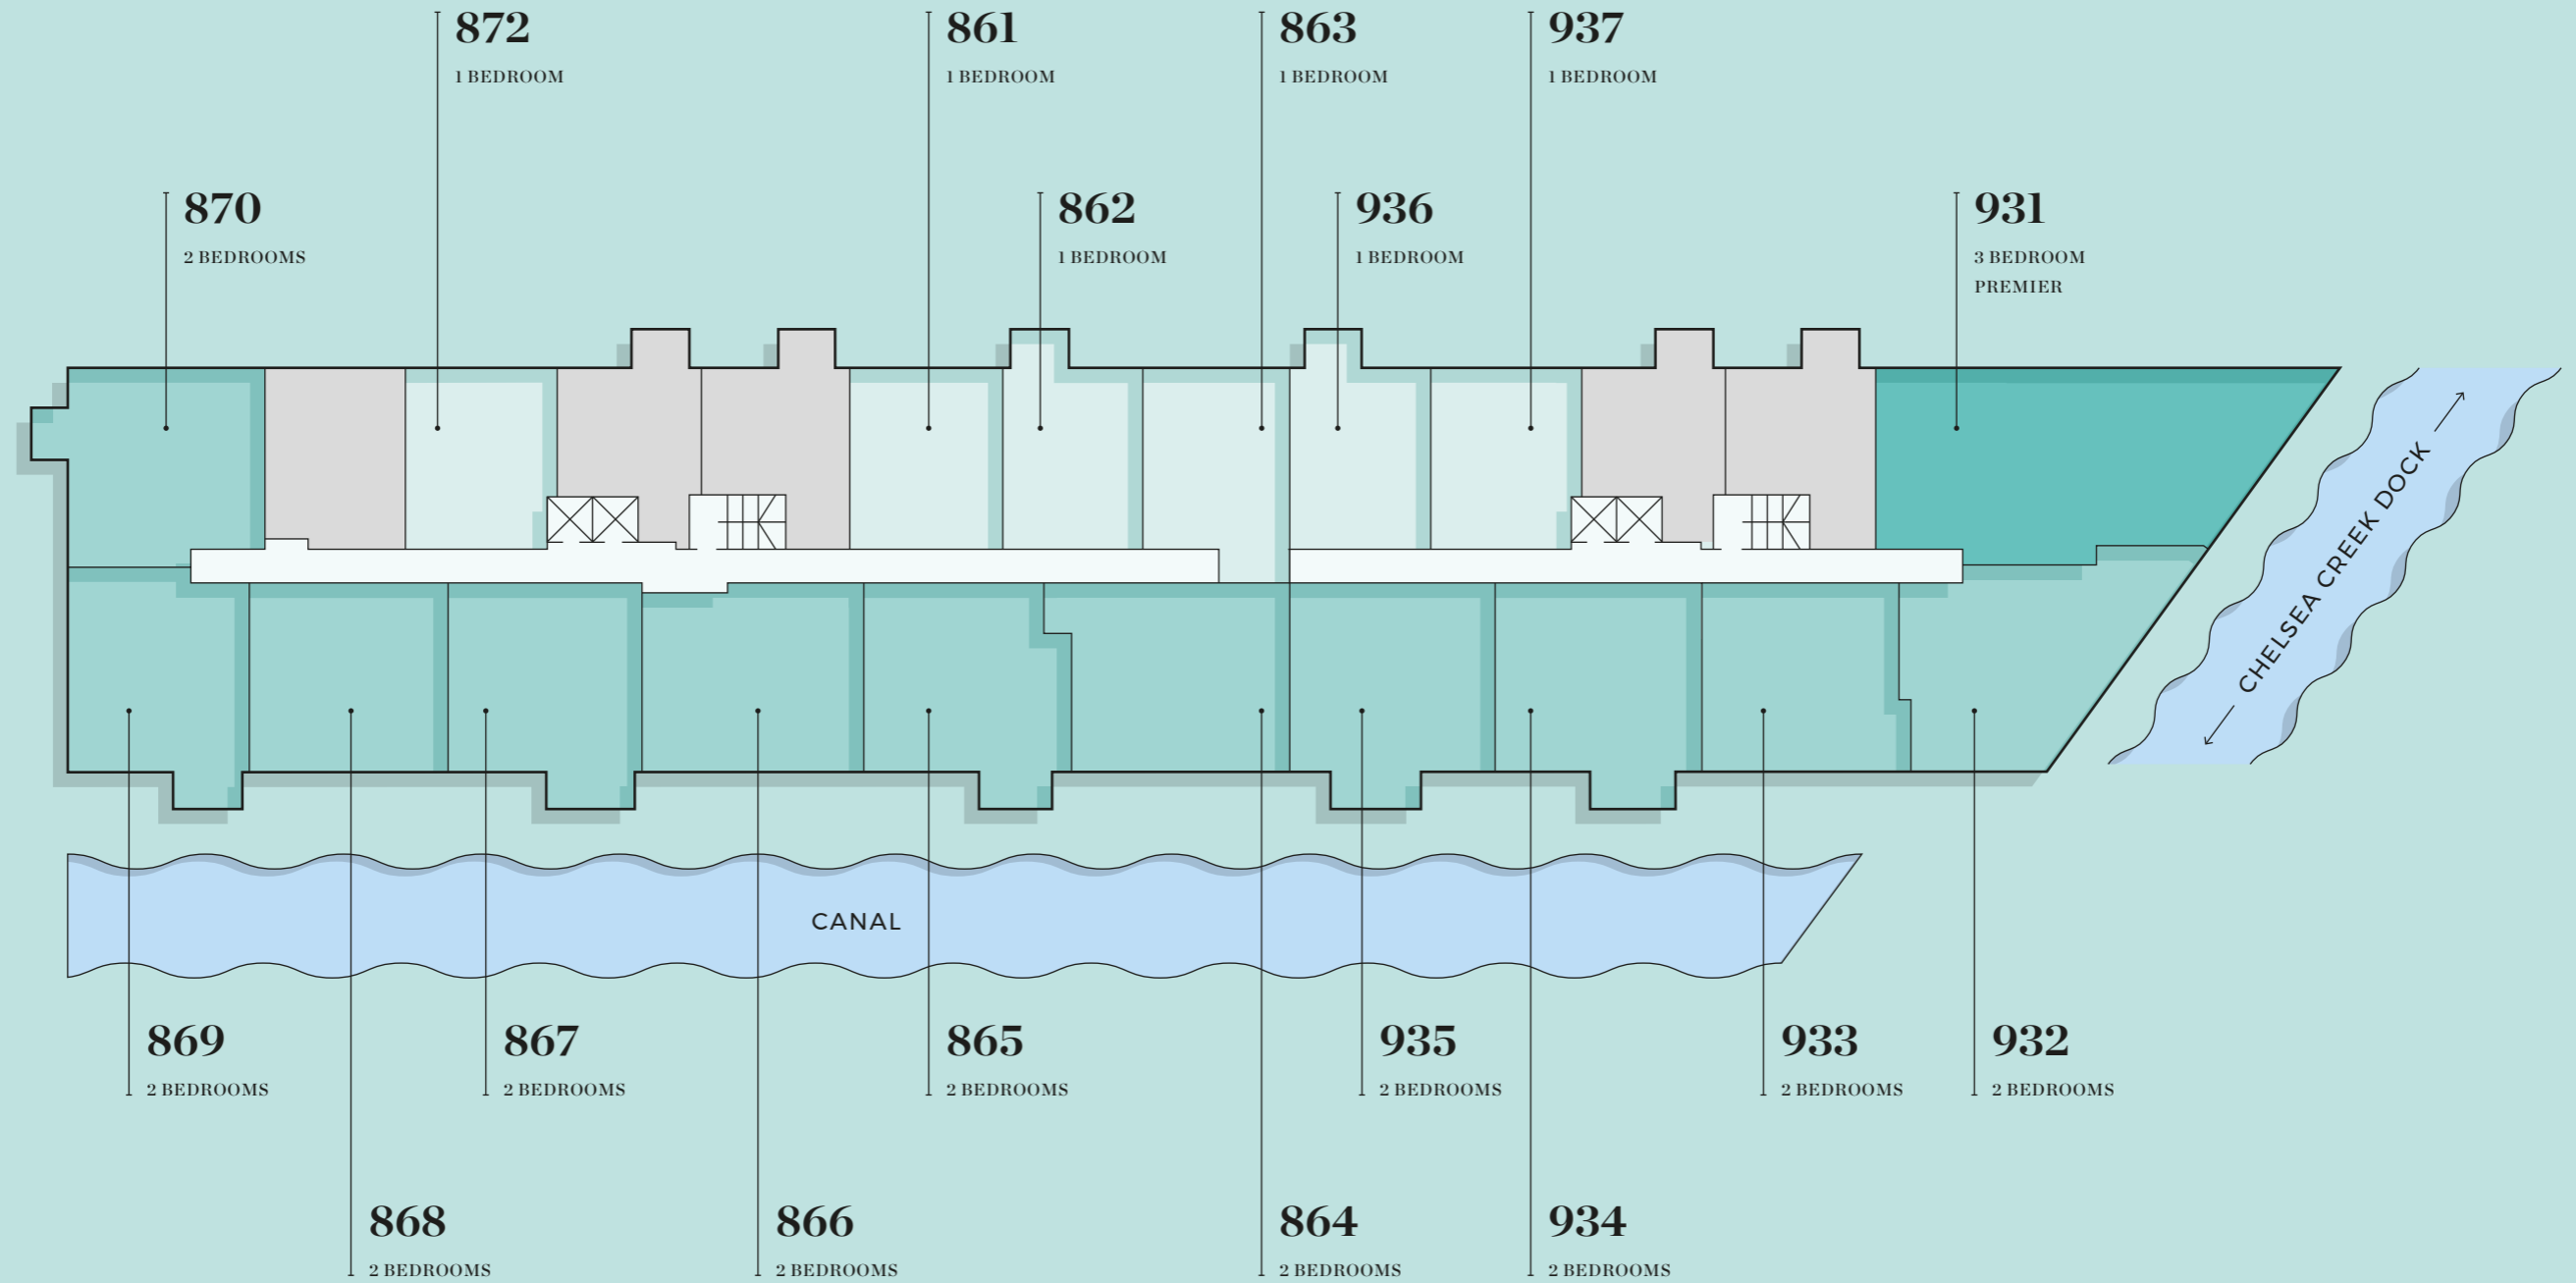 872
1 BEDROOM
861
1 BEDROOM
863
1 BEDROOM
937
1 BEDROOM
870
2 BEDROOMS
862
1 BEDROOM
936
1 BEDROOM
931
3 BEDROOM
PREMIER
CHELSEA CREEK DOCK
CANAL
869
2 BEDROOMS
867
2 BEDROOMS
865
2 BEDROOMS
935
2 BEDROOMS
933
2 BEDROOMS
932
2 BEDROOMS
868
2 BEDROOMS
866
2 BEDROOMS
864
2 BEDROOMS
934
2 BEDROOMS